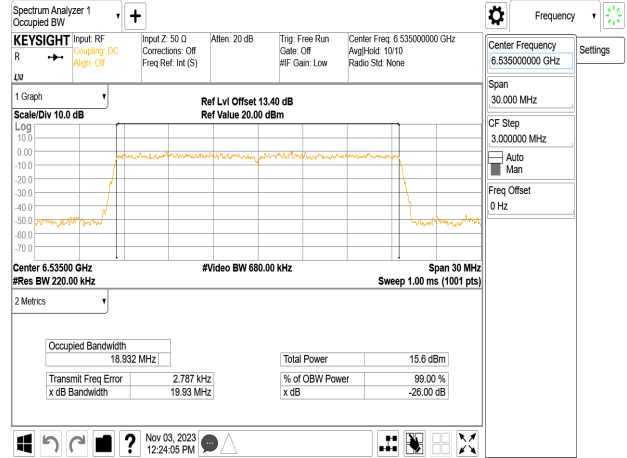 Spectrum Analyzer 1
Occupied BW
Frequency
KEYSIGHT
R
Input: RF
Coupling: DC
Align: Off
Input Z: 50 Ω
Corrections: Off
Freq Ref: Int (S)
Atten: 20 dB
Trig: Free Run
Gate: Off
#IF Gain: Low
Center Freq: 6.535000000 GHz
Avg|Hold: 10/10
Radio Std: None
1 Graph
Scale/Div 10.0 dB
Ref Lvl Offset 13.40 dB
Ref Value 20.00 dBm
Log
10.0
0.00
-10.0
-20.0
-30.0
-40.0
-50.0
-60.0
-70.0
Center 6.53500 GHz
#Res BW 220.00 kHz
#Video BW 680.00 kHz
Span 30 MHz
Sweep 1.00 ms (1001 pts)
2 Metrics
Occupied Bandwidth
18.932 MHz
Transmit Freq Error 2.787 kHz
x dB Bandwidth 19.93 MHz
Total Power 15.6 dBm
% of OBW Power 99.00 %
x dB -26.00 dB
Nov 03, 2023
12:24:05 PM
Center Frequency
6.535000000 GHz
Span
30.000 MHz
CF Step
3.000000 MHz
Auto
Man
Freq Offset
0 Hz
Settings